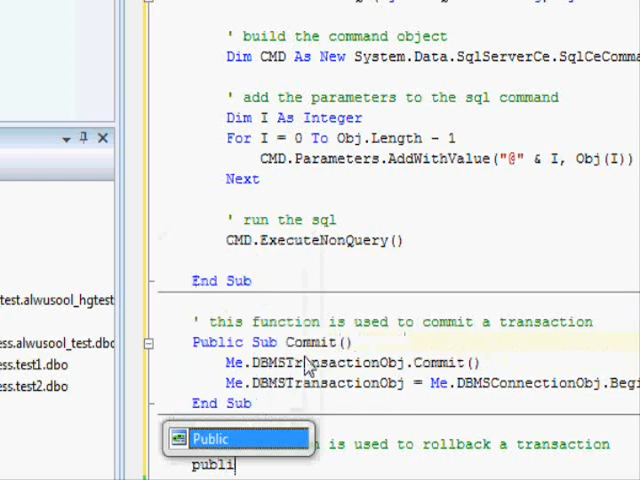 ' build the command object
Dim CMD As New System.Data.SqlServerCe.SqlCeComma
' add the parameters to the sql command
Dim I As Integer
For I = 0 To Obj.Length - 1
CMD.Parameters.AddWithValue("@" & I, Obj(I))
Next
' run the sql
CMD.ExecuteNonQuery()
End Sub
test.alwusool_hgtest
' this function is used to commit a transaction
Public Sub Commit()
ess.alwusool_test.dbo
ess.test1.dbo
Me.DBMSTransactionObj.Commit()
ess.test2.dbo
Me.DBMSTransactionObj = Me.DBMSConnectionObj.Begi
End Sub
Public
n is used to rollback a transaction
publi